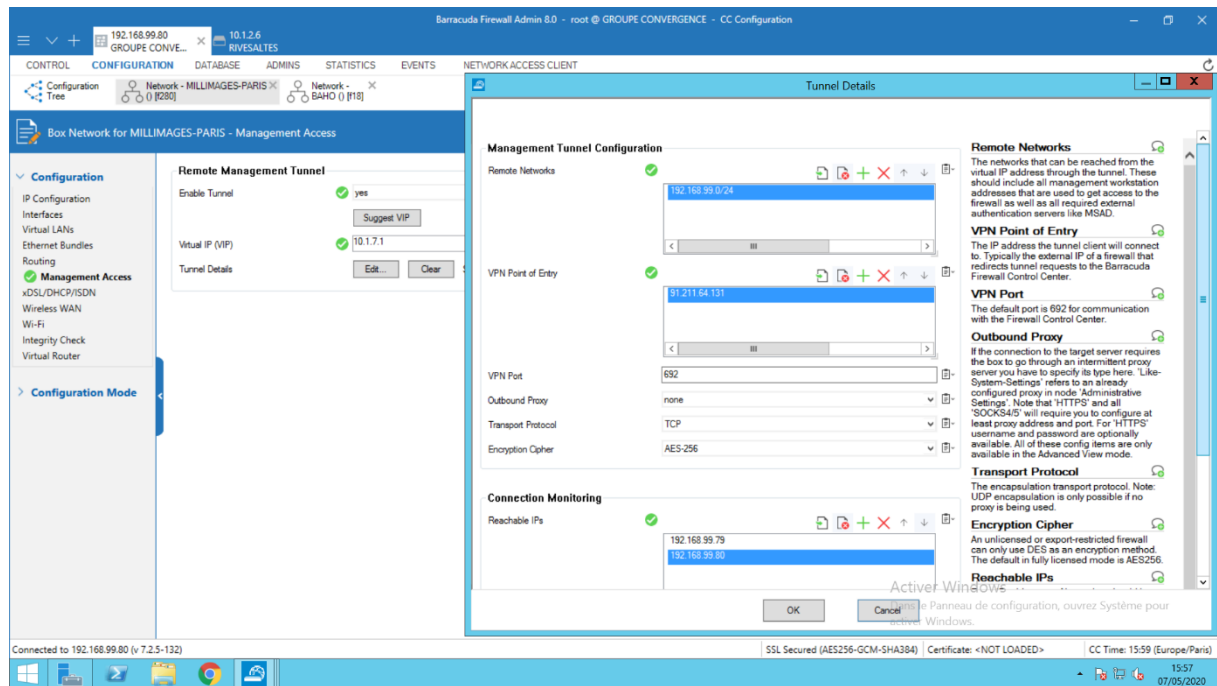 Barracuda Firewall Admin 8.0 - root @ GROUPE CONVERGENCE - CC Configuration
192.168.99.80
GROUPE CONVE...
10.1.2.6
RIVESALTES
CONTROL CONFIGURATION DATABASE ADMINS STATISTICS EVENTS NETWORK ACCESS CLIENT
Configuration
Tree
Network - MILLIMAGES-PARIS
() [f280]
Network -
BAHO () [f18]
Box Network for MILLIMAGES-PARIS - Management Access
Configuration
IP Configuration
Interfaces
Virtual LANs
Ethernet Bundles
Routing
Management Access
xDSL/DHCP/ISDN
Wireless WAN
Wi-Fi
Integrity Check
Virtual Router
Configuration Mode
Remote Management Tunnel
Enable Tunnel
yes
Suggest VIP
Virtual IP (VIP)
10.1.7.1
Tunnel Details
Edit...
Clear
Tunnel Details
Management Tunnel Configuration
Remote Networks
192.168.99.0/24
VPN Point of Entry
91.211.64.131
VPN Port
692
Outbound Proxy
none
Transport Protocol
TCP
Encryption Cipher
AES-256
Connection Monitoring
Reachable IPs
192.168.99.79
192.168.99.80
OK
Cancel
Remote Networks
The networks that can be reached from the
virtual IP address through the tunnel. These
should include all management workstation
addresses that are used to get access to the
firewall as well as all required external
authentication servers like MSAD.
VPN Point of Entry
The IP address the tunnel client will connect
to. Typically the external IP of a firewall that
redirects tunnel requests to the Barracuda
Firewall Control Center.
VPN Port
The default port is 692 for communication
with the Firewall Control Center.
Outbound Proxy
If the connection to the target server requires
the box to go through an intermittent proxy
server you have to specify its type here. 'Like-
System-Settings' refers to an already
configured proxy in node 'Administrative
Settings'. Note that 'HTTPS' and all
'SOCKS4/5' will require you to configure at
least proxy address and port. For 'HTTPS'
username and password are optionally
available. All of these config items are only
available in the Advanced View mode.
Transport Protocol
The encapsulation transport protocol. Note:
UDP encapsulation is only possible if no
proxy is being used.
Encryption Cipher
An unlicensed or export-restricted firewall
can only use DES as an encryption method.
The default in fully licensed mode is AES256.
Reachable IPs
Activer Windows
le Panneau de configuration, ouvrez Système pour
activer Windows.
Connected to 192.168.99.80 (v 7.2.5-132)
SSL Secured (AES256-GCM-SHA384)
Certificate: <NOT LOADED>
CC Time: 15:59 (Europe/Paris)
15:57
07/05/2020